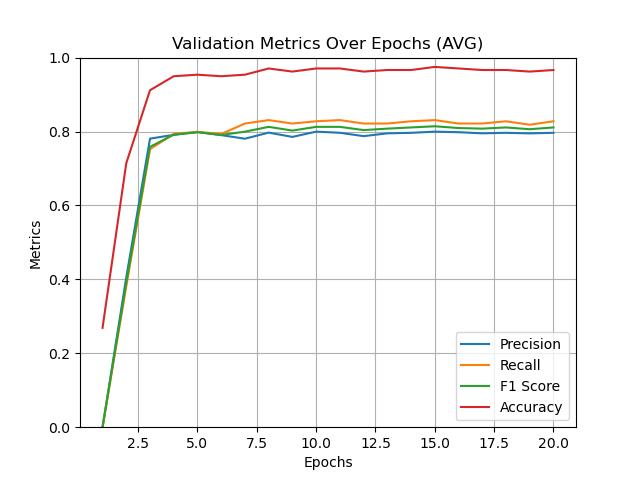 Validation Metrics Over Epochs (AVG)
1.0
0.8
0.6
0.4
0.2
0.0
Metrics
Precision
Recall
F1 Score
Accuracy
2.5 5.0 7.5 10.0 12.5 15.0 17.5 20.0
Epochs